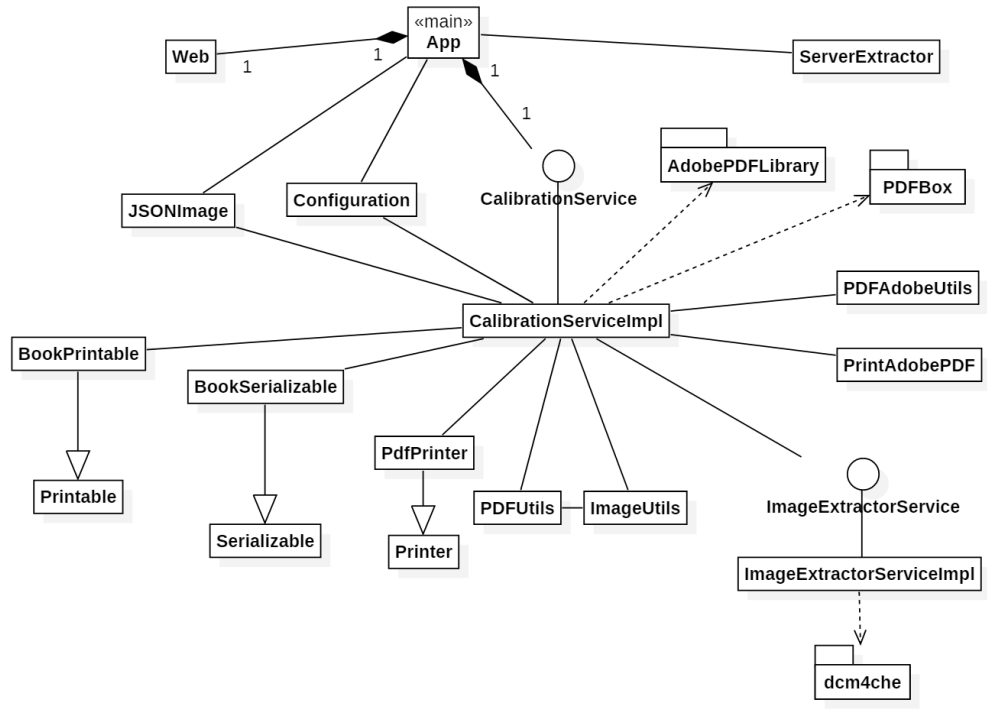 «main»
App
Web
1
1
1
1
ServerExtractor
AdobePDFLibrary
PDFBox
JSONImage
Configuration
CalibrationService
PDFAdobeUtils
CalibrationServiceImpl
BookPrintable
PrintAdobePDF
BookSerializable
PdfPrinter
Printable
PDFUtils
ImageUtils
ImageExtractorService
Serializable
Printer
ImageExtractorServiceImpl
dcm4che